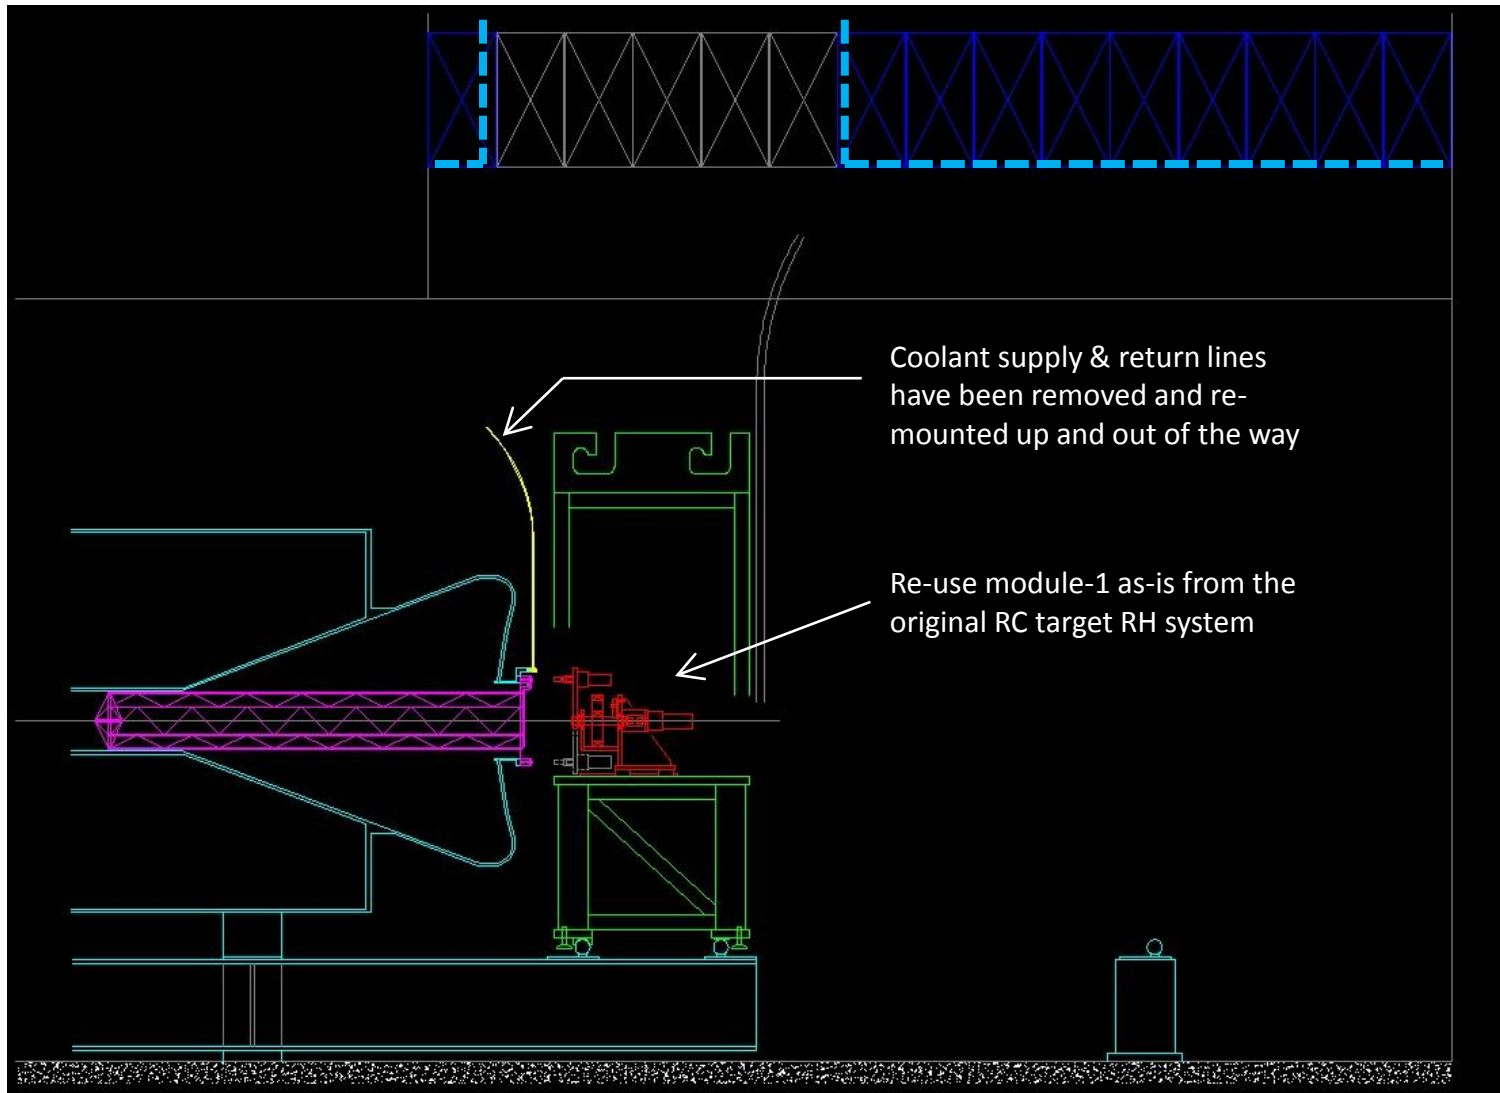 Coolant supply & return lines
have been removed and re-
mounted up and out of the way
Re-use module-1 as-is from the
original RC target RH system